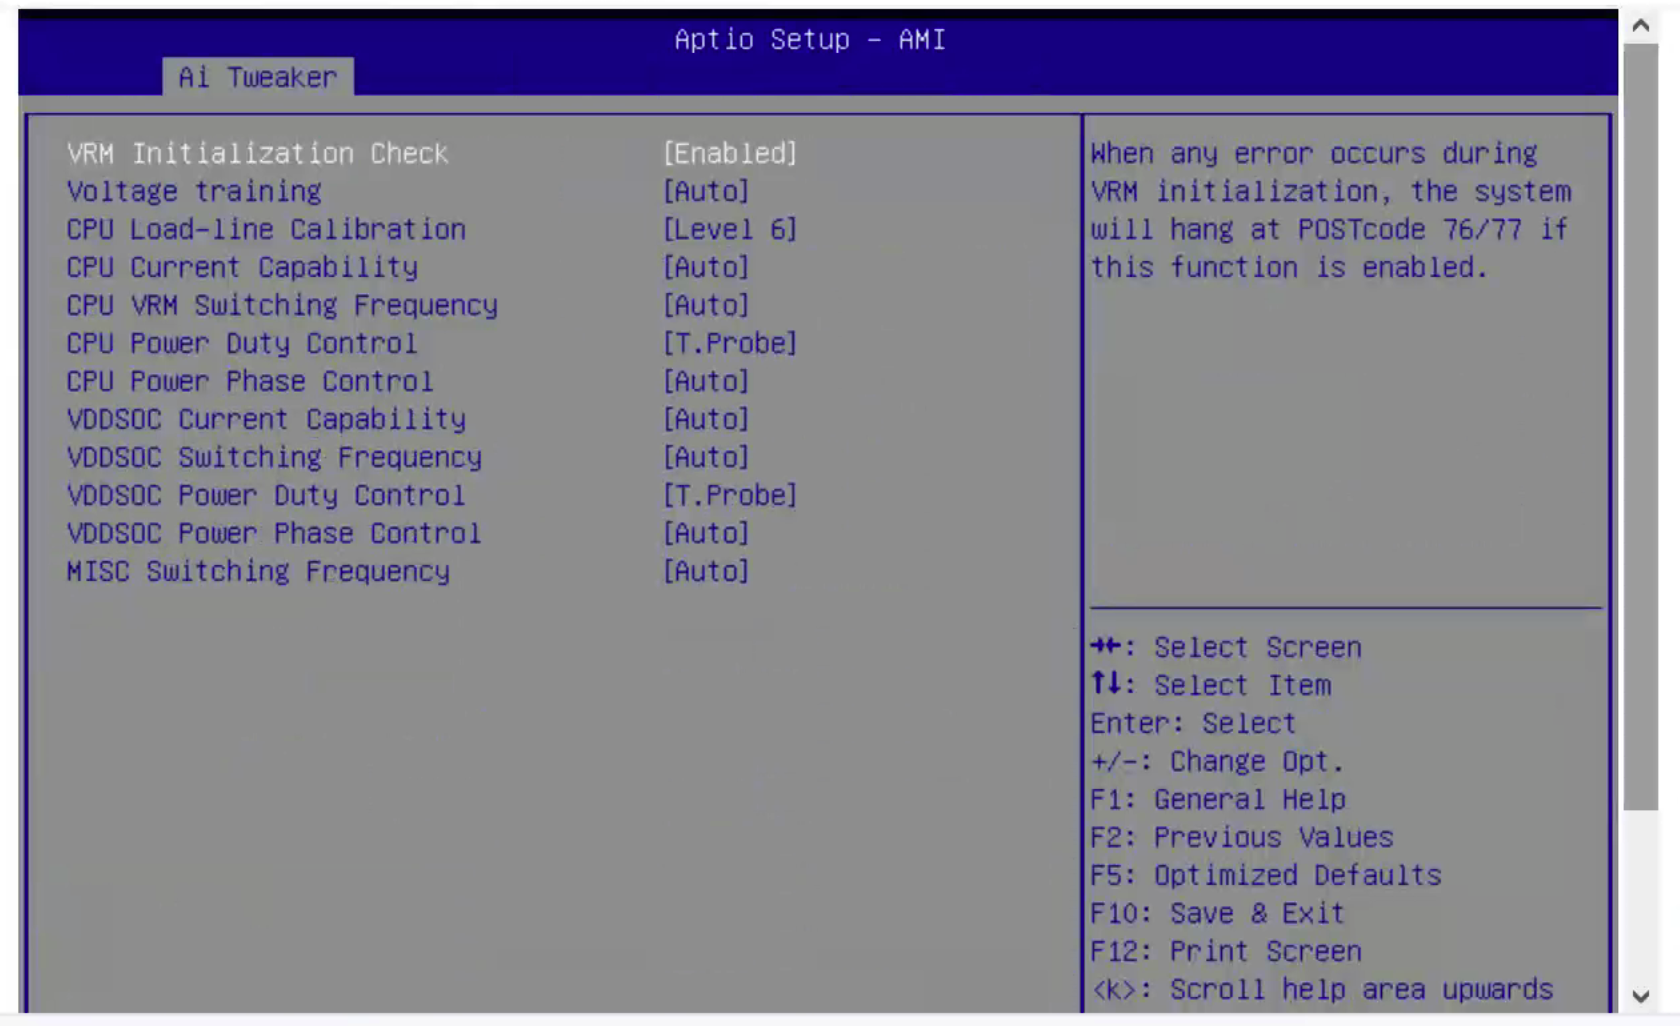 Aptio Setup – AMI
Ai Tweaker
VRM Initialization Check [Enabled]
Voltage training [Auto]
CPU Load-line Calibration [Level 6]
CPU Current Capability [Auto]
CPU VRM Switching Frequency [Auto]
CPU Power Duty Control [T.Probe]
CPU Power Phase Control [Auto]
VDDSOC Current Capability [Auto]
VDDSOC Switching Frequency [Auto]
VDDSOC Power Duty Control [T.Probe]
VDDSOC Power Phase Control [Auto]
MISC Switching Frequency [Auto]
When any error occurs during
VRM initialization, the system
will hang at POSTcode 76/77 if
this function is enabled.
→←: Select Screen
↑↓: Select Item
Enter: Select
+/-: Change Opt.
F1: General Help
F2: Previous Values
F5: Optimized Defaults
F10: Save & Exit
F12: Print Screen
<k>: Scroll help area upwards